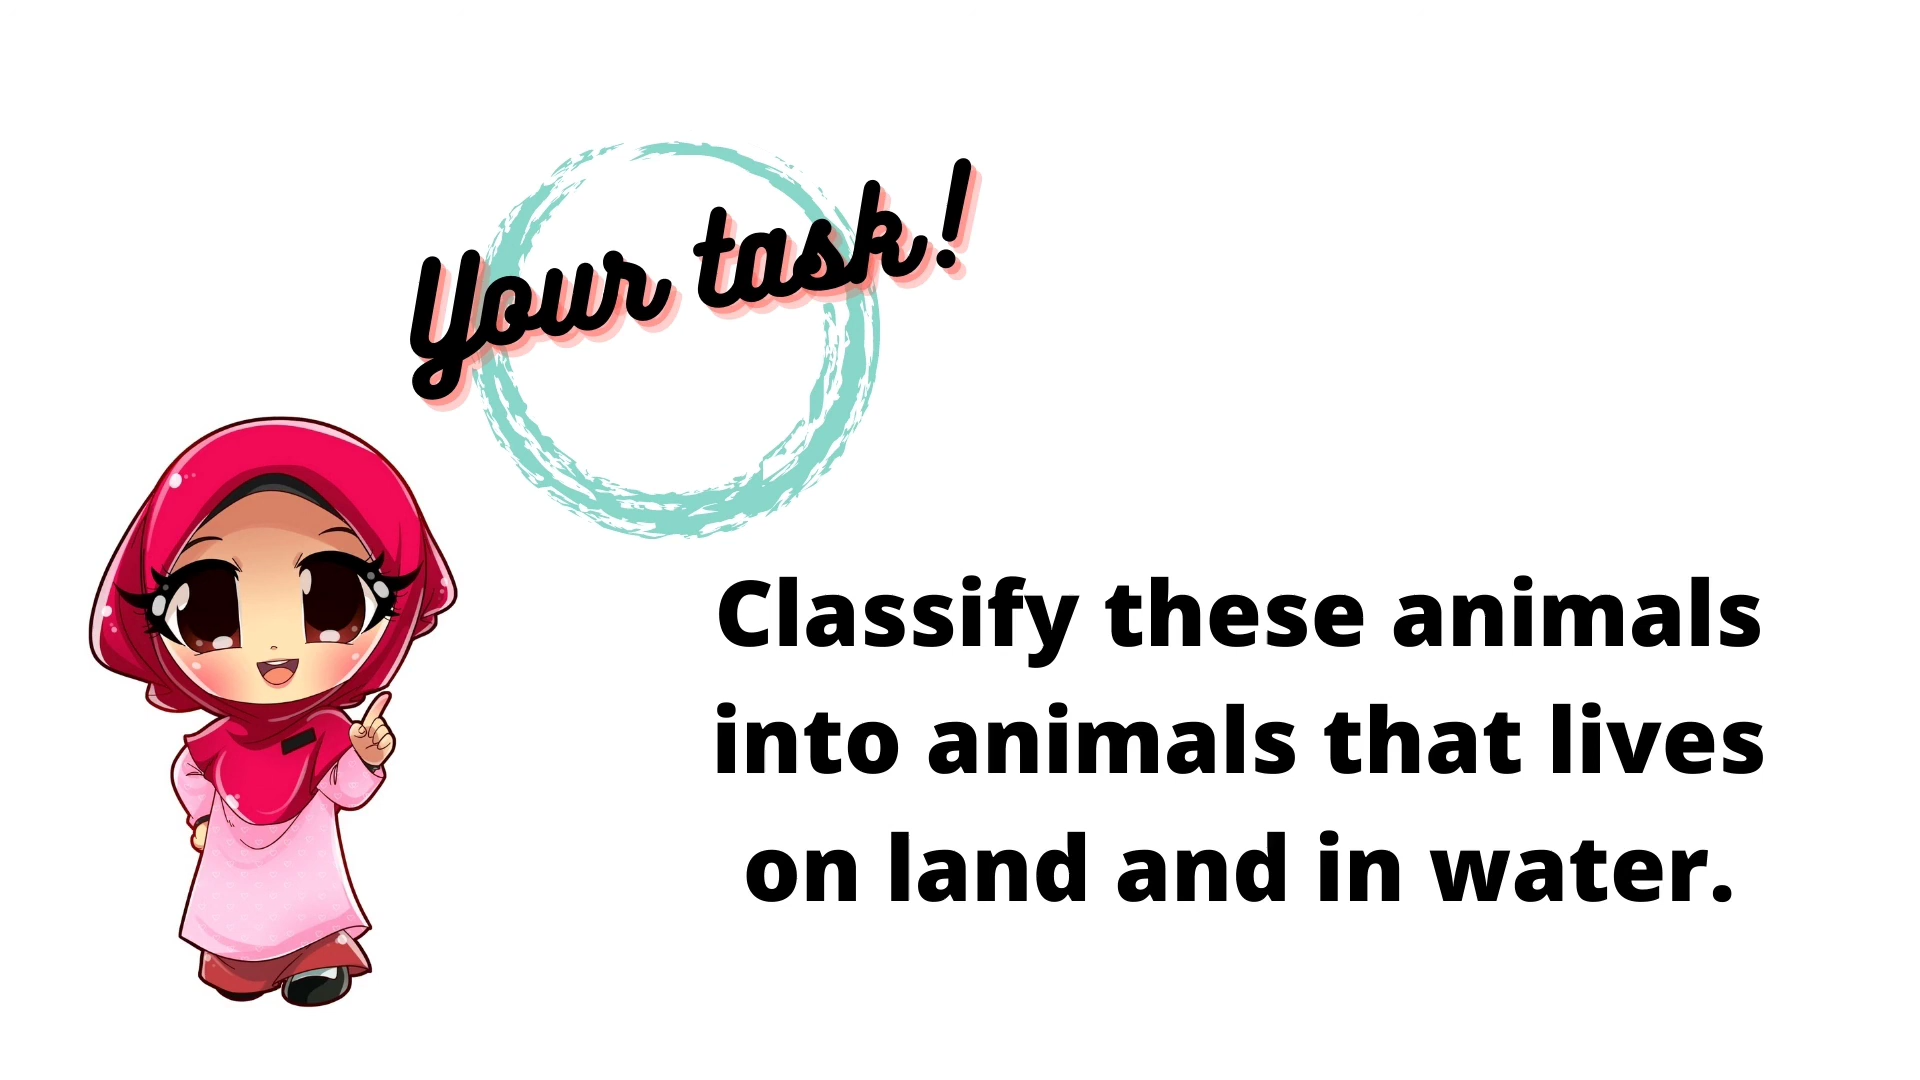 Your task!
Classify these animals
into animals that lives
on land and in water.